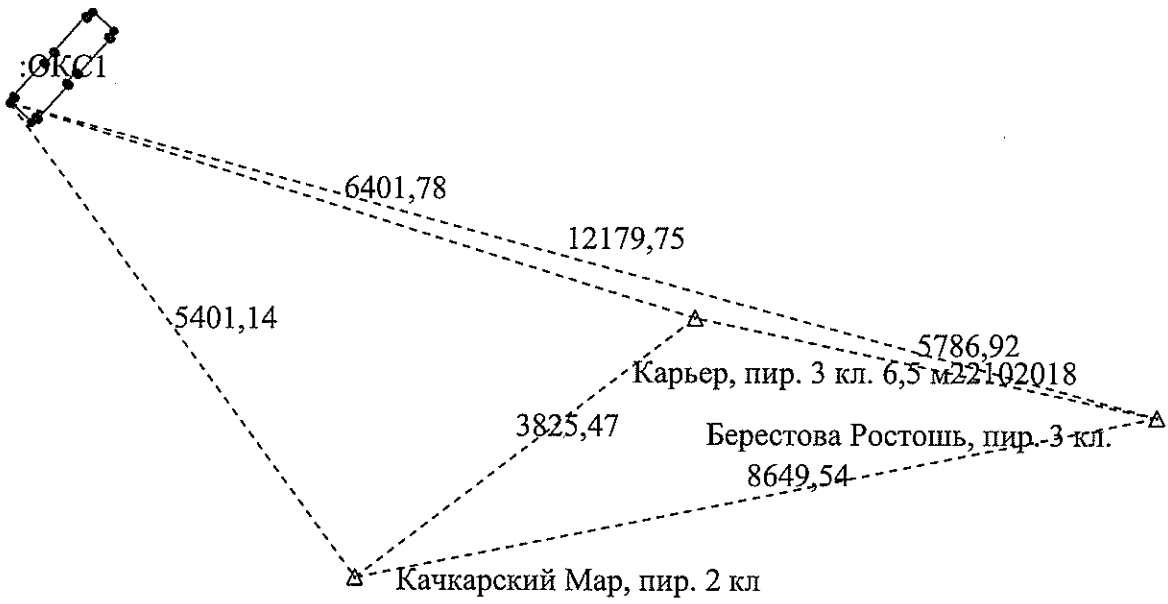 :ОКС1
6401,78
12179,75
5401,14
5786,92
Карьер, пир. 3 кл. 6,5 м22102018
3825,47
Берестова Ростошь, пир. 3 кл.
8649,54
Качкарский Мар, пир. 2 кл